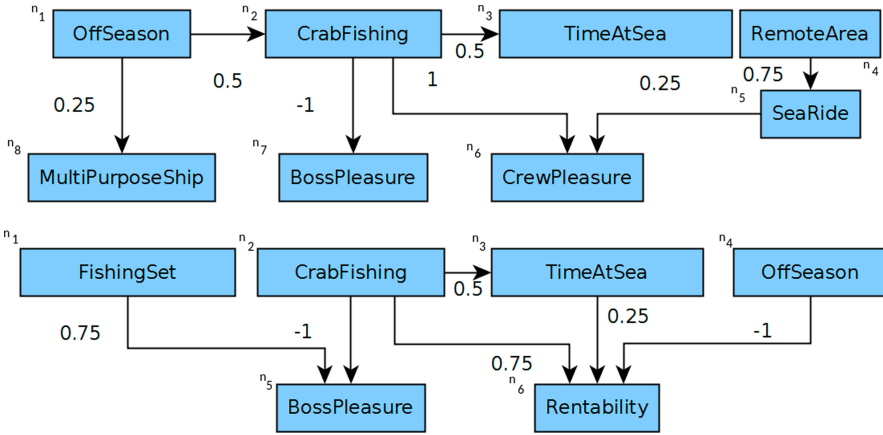 n1 OffSeason
n2 CrabFishing
n3 TimeAtSea
RemoteArea n4
0.5
0.5
0.25
-1
1
0.25
0.75
n5 SeaRide
n8 MultiPurposeShip
n7 BossPleasure
n6 CrewPleasure
n1 FishingSet
n2 CrabFishing
n3 TimeAtSea
n4 OffSeason
0.5
0.75
-1
0.75
0.25
-1
n5 BossPleasure
n6 Rentability